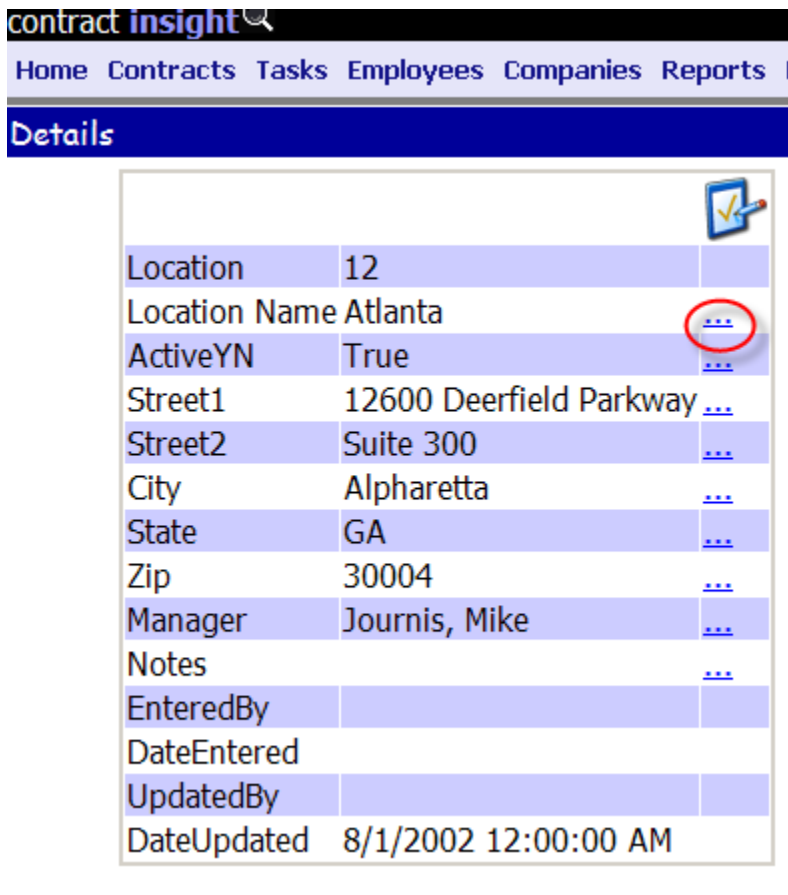 contract insight
Home Contracts Tasks Employees Companies Reports
Details
Location 12
Location Name Atlanta ...
ActiveYN True ...
Street1 12600 Deerfield Parkway ...
Street2 Suite 300 ...
City Alpharetta ...
State GA ...
Zip 30004 ...
Manager Journis, Mike ...
Notes ...
EnteredBy
DateEntered
UpdatedBy
DateUpdated 8/1/2002 12:00:00 AM